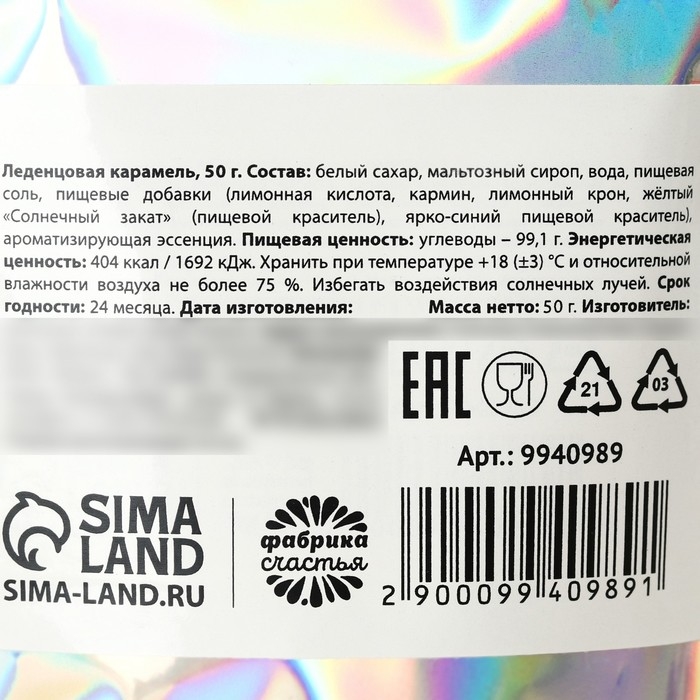 Леденцовая карамель, 50 г. Состав: белый сахар, мальтозный сироп, вода, пищевая
соль, пищевые добавки (лимонная кислота, кармин, лимонный крон, жёлтый
«Солнечный закат» (пищевой краситель), ярко-синий пищевой краситель),
ароматизирующая эссенция. Пищевая ценность: углеводы – 99,1 г. Энергетическая
ценность: 404 ккал / 1692 кДж. Хранить при температуре +18 (±3) °С и относительной
влажности воздуха не более 75 %. Избегать воздействия солнечных лучей. Срок
годности: 24 месяца. Дата изготовления: Масса нетто: 50 г. Изготовитель:
ЕАС
21
03
Арт.: 9940989
SIMA
LAND
SIMA-LAND.RU
фабрика
счастья
2 900099 409891